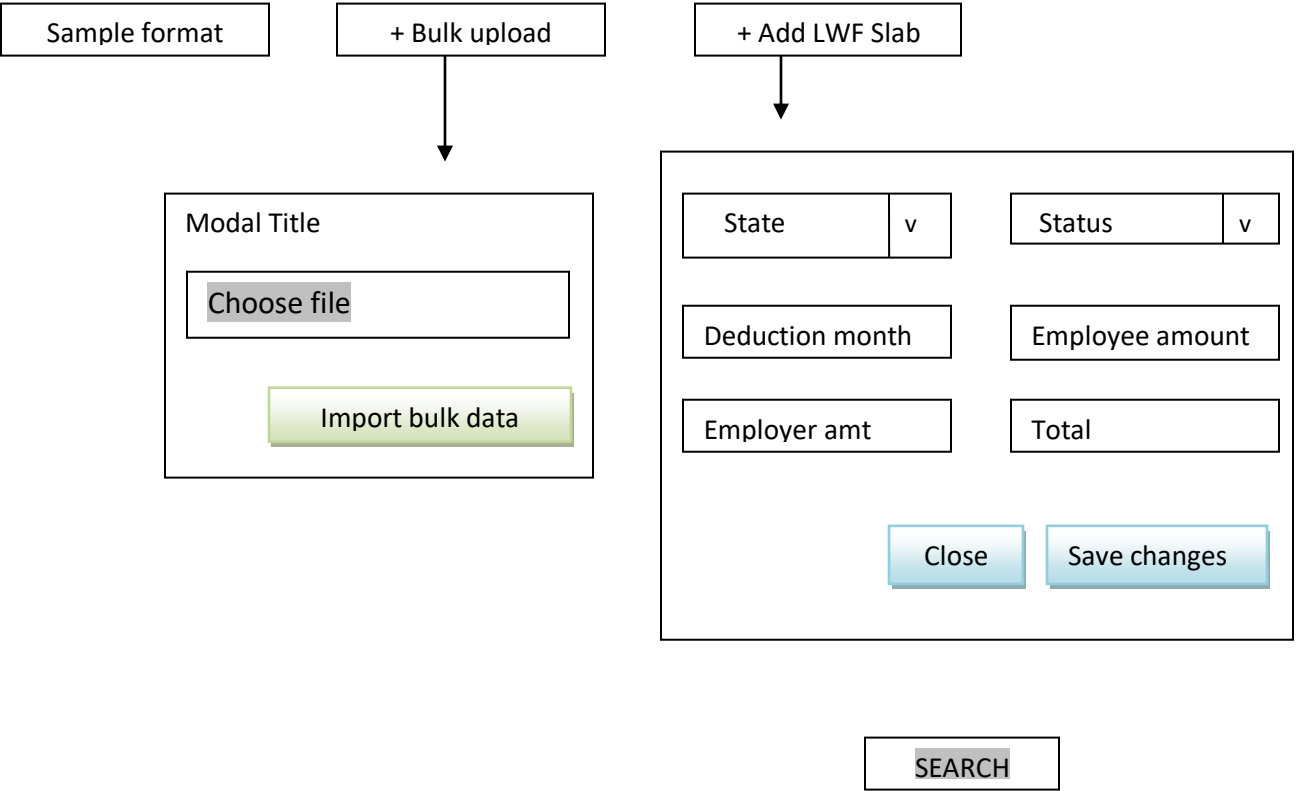 Sample format
+ Bulk upload
+ Add LWF Slab
Modal Title
Choose file
Import bulk data
State v
Status v
Deduction month
Employee amount
Employer amt
Total
Close
Save changes
SEARCH